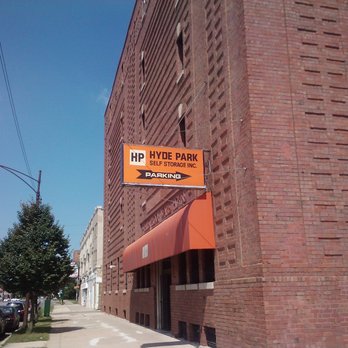 HP
HYDE PARK
SELF STORAGE INC.
PARKING